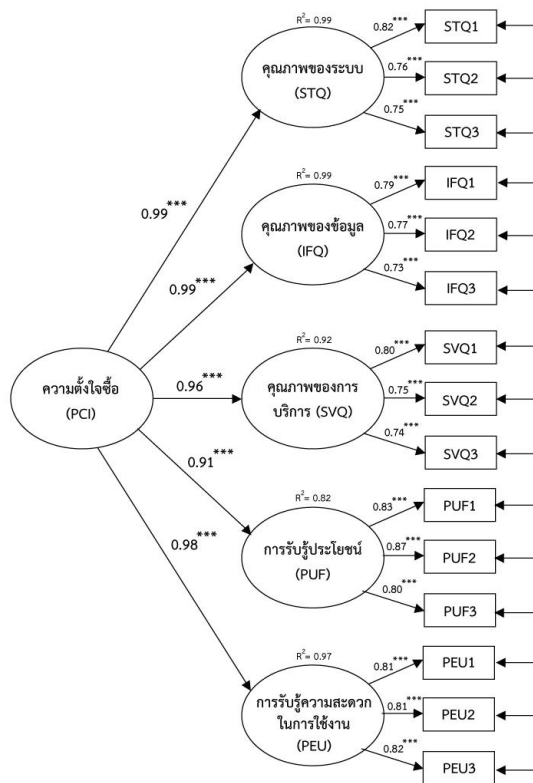 R²= 0.99
คุณภาพของระบบ
(STQ)
0.82***
STQ1
0.76***
STQ2
0.75***
STQ3
0.99***
R²= 0.99
คุณภาพของข้อมูล
(IFQ)
0.79***
IFQ1
0.77***
IFQ2
0.73***
IFQ3
0.99***
ความตั้งใจซื้อ
(PCI)
0.96***
R²= 0.92
คุณภาพของการ
บริการ (SVQ)
0.80***
SVQ1
0.75***
SVQ2
0.74***
SVQ3
0.91***
R²= 0.82
การรับรู้ประโยชน์
(PUF)
0.83***
PUF1
0.87***
PUF2
0.80***
PUF3
0.98***
R²= 0.97
การรับรู้ความสะดวก
ในการใช้งาน
(PEU)
0.81***
PEU1
0.81***
PEU2
0.82***
PEU3